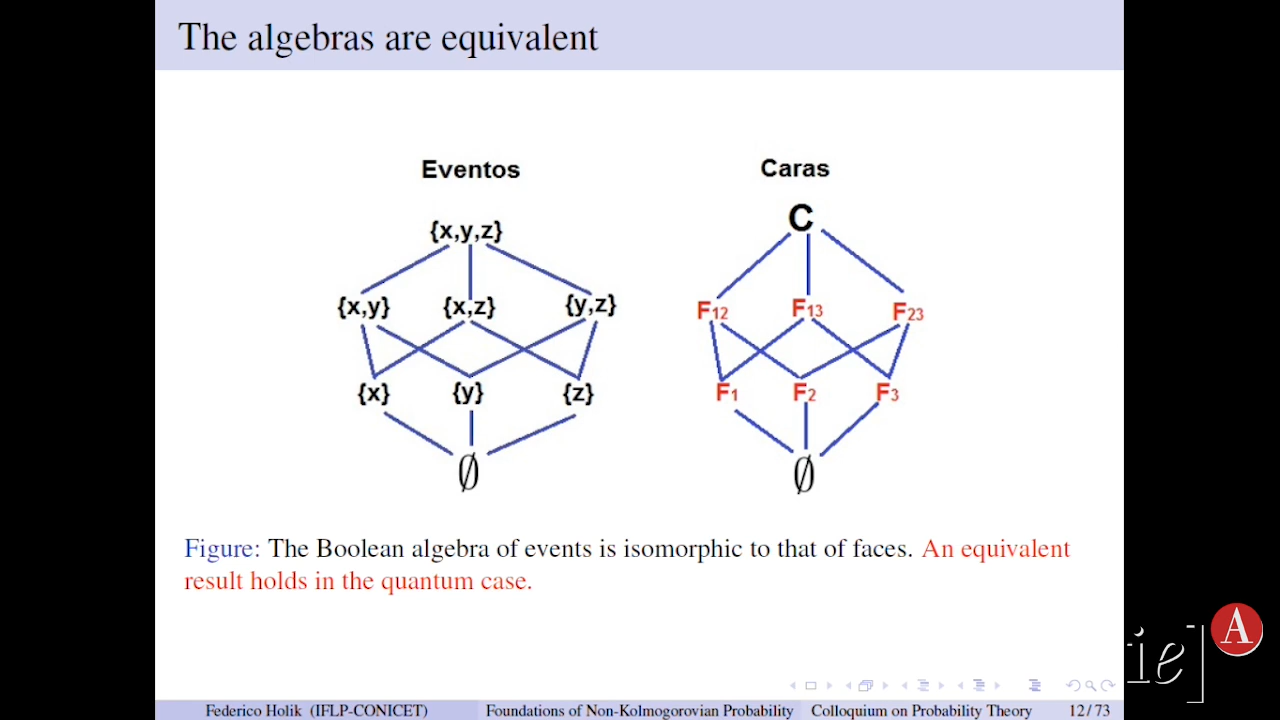 The algebras are equivalent
Eventos
Caras
{x,y,z}
C
{x,y} {x,z} {y,z}
F12 F13 F23
{x} {y} {z}
F1 F2 F3
∅
∅
Figure: The Boolean algebra of events is isomorphic to that of faces. An equivalent
result holds in the quantum case.
ie]
A
Federico Holik (IFLP-CONICET) Foundations of Non-Kolmogorovian Probability Colloquium on Probability Theory 12/73